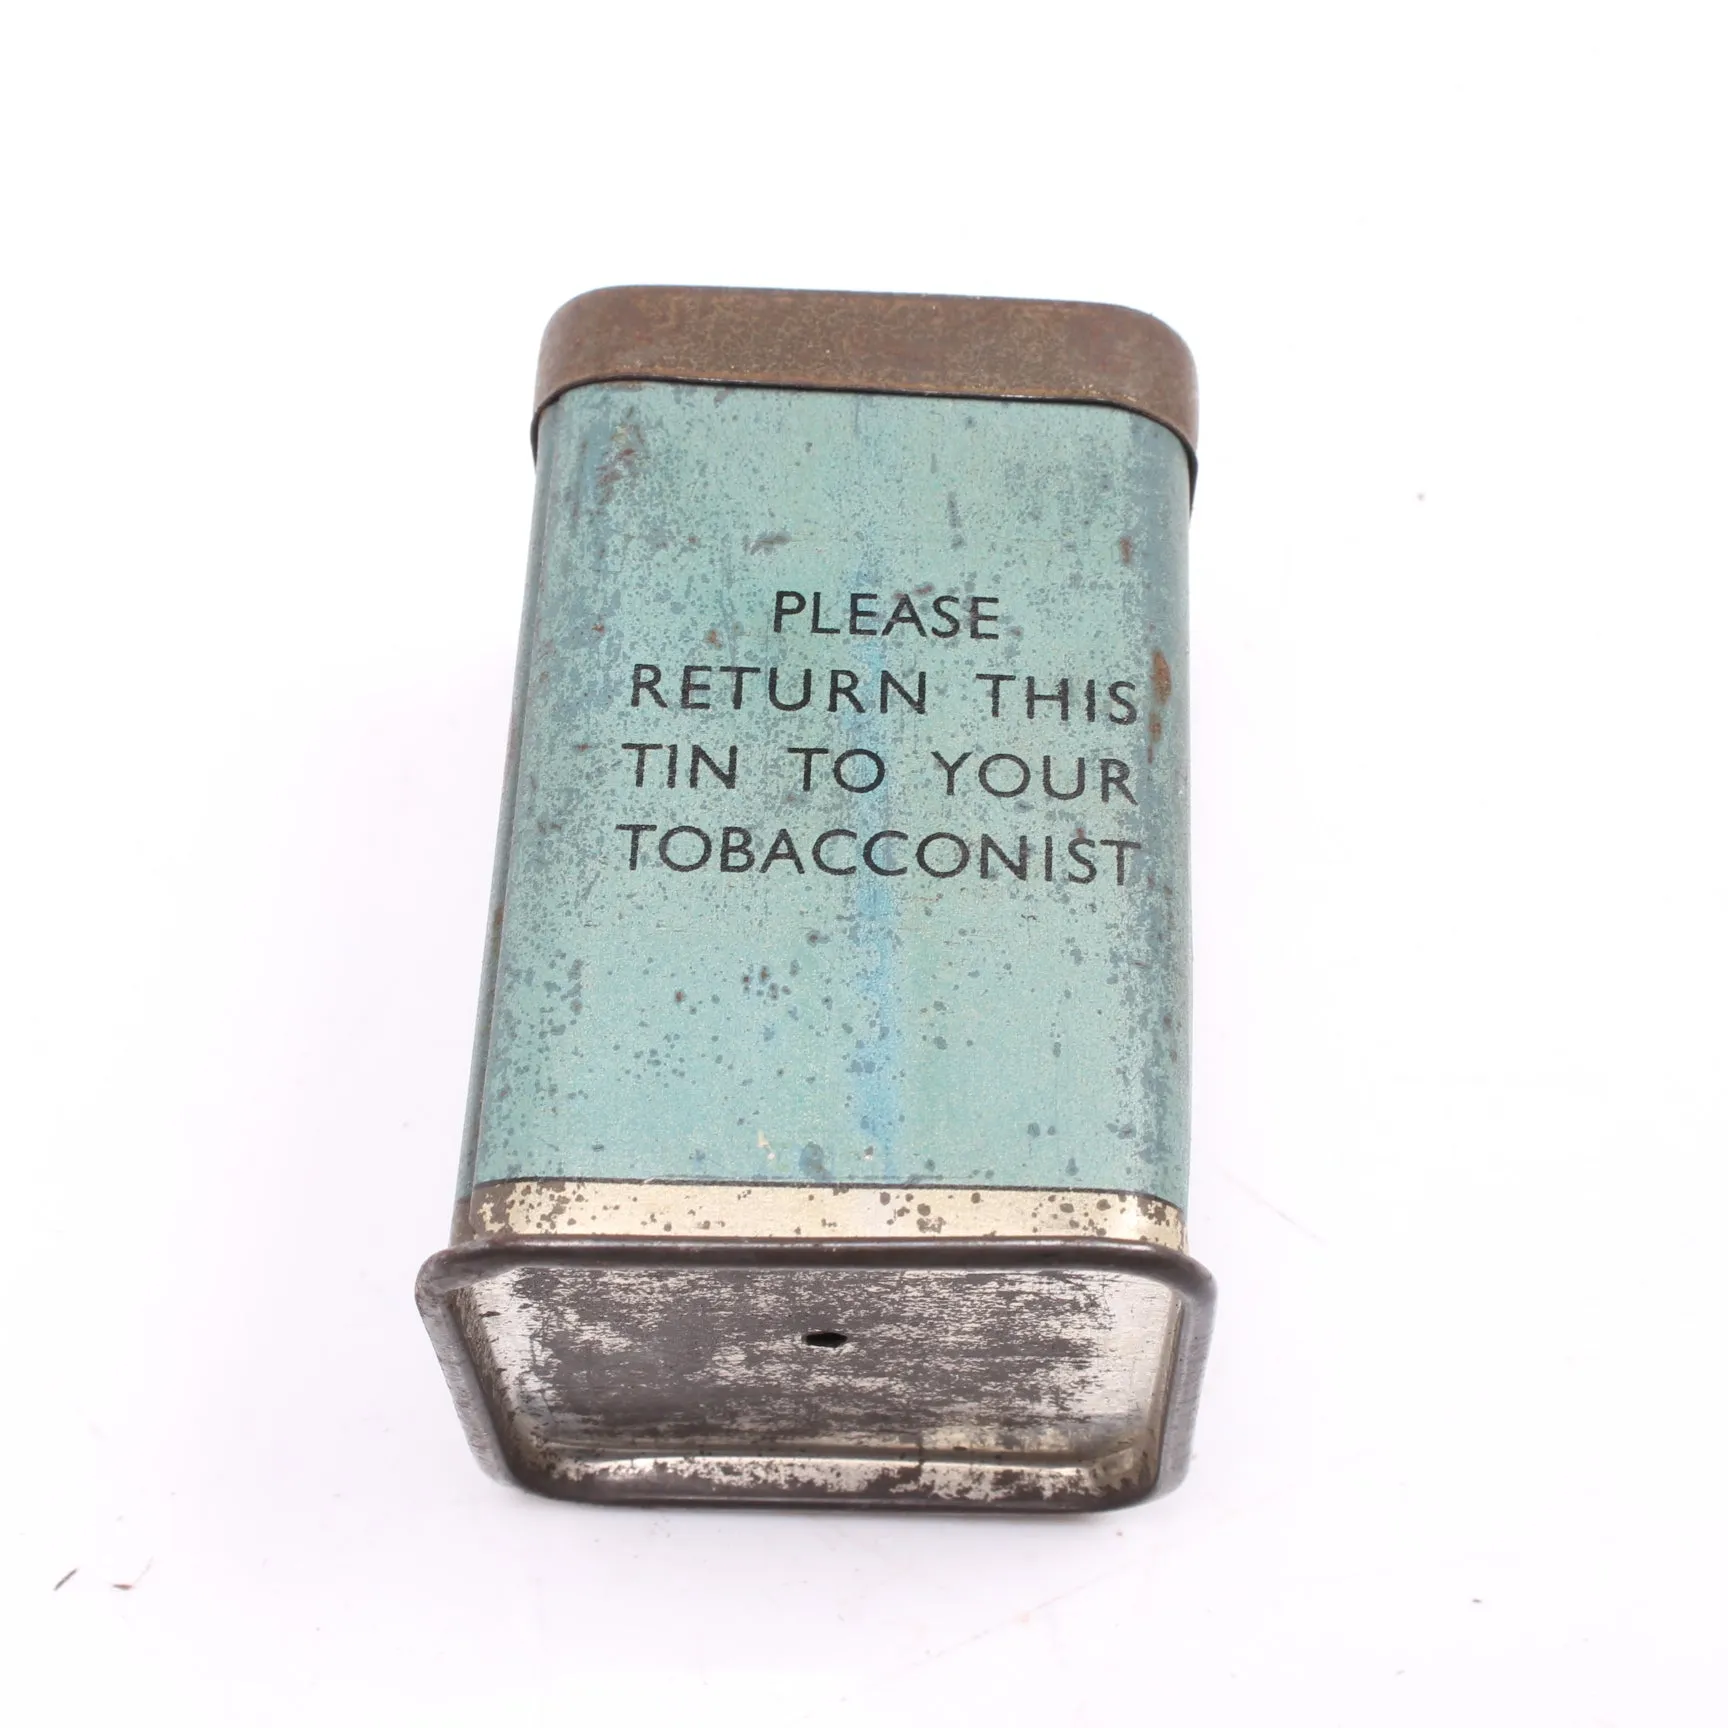 PLEASE
RETURN THIS
TIN TO YOUR
TOBACCONIST